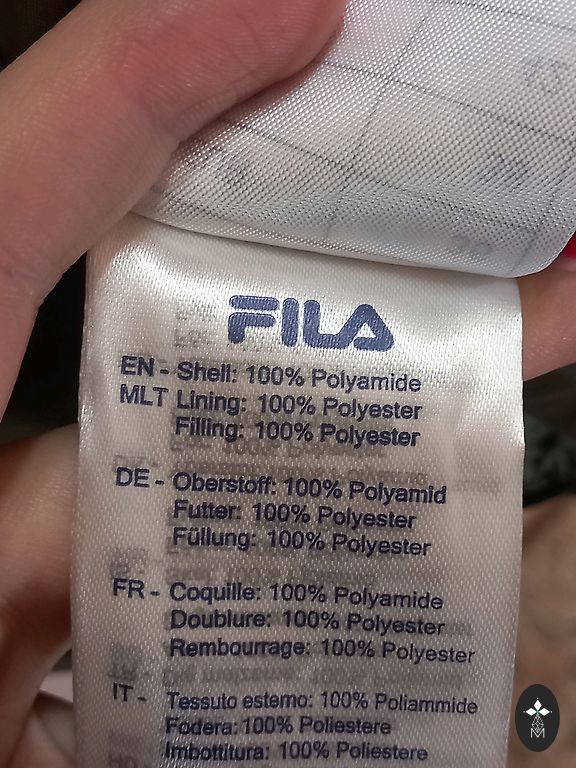 FILA
EN - Shell: 100% Polyamide
MLT Lining: 100% Polyester
Filling: 100% Polyester
DE - Oberstoff: 100% Polyamid
Futter: 100% Polyester
Füllung: 100% Polyester
FR - Coquille: 100% Polyamide
Doublure: 100% Polyester
Rembourrage: 100% Polyester
IT - Tessuto esterno: 100% Poliammide
Fodera: 100% Poliestere
Imbottitura: 100% Poliestere
M